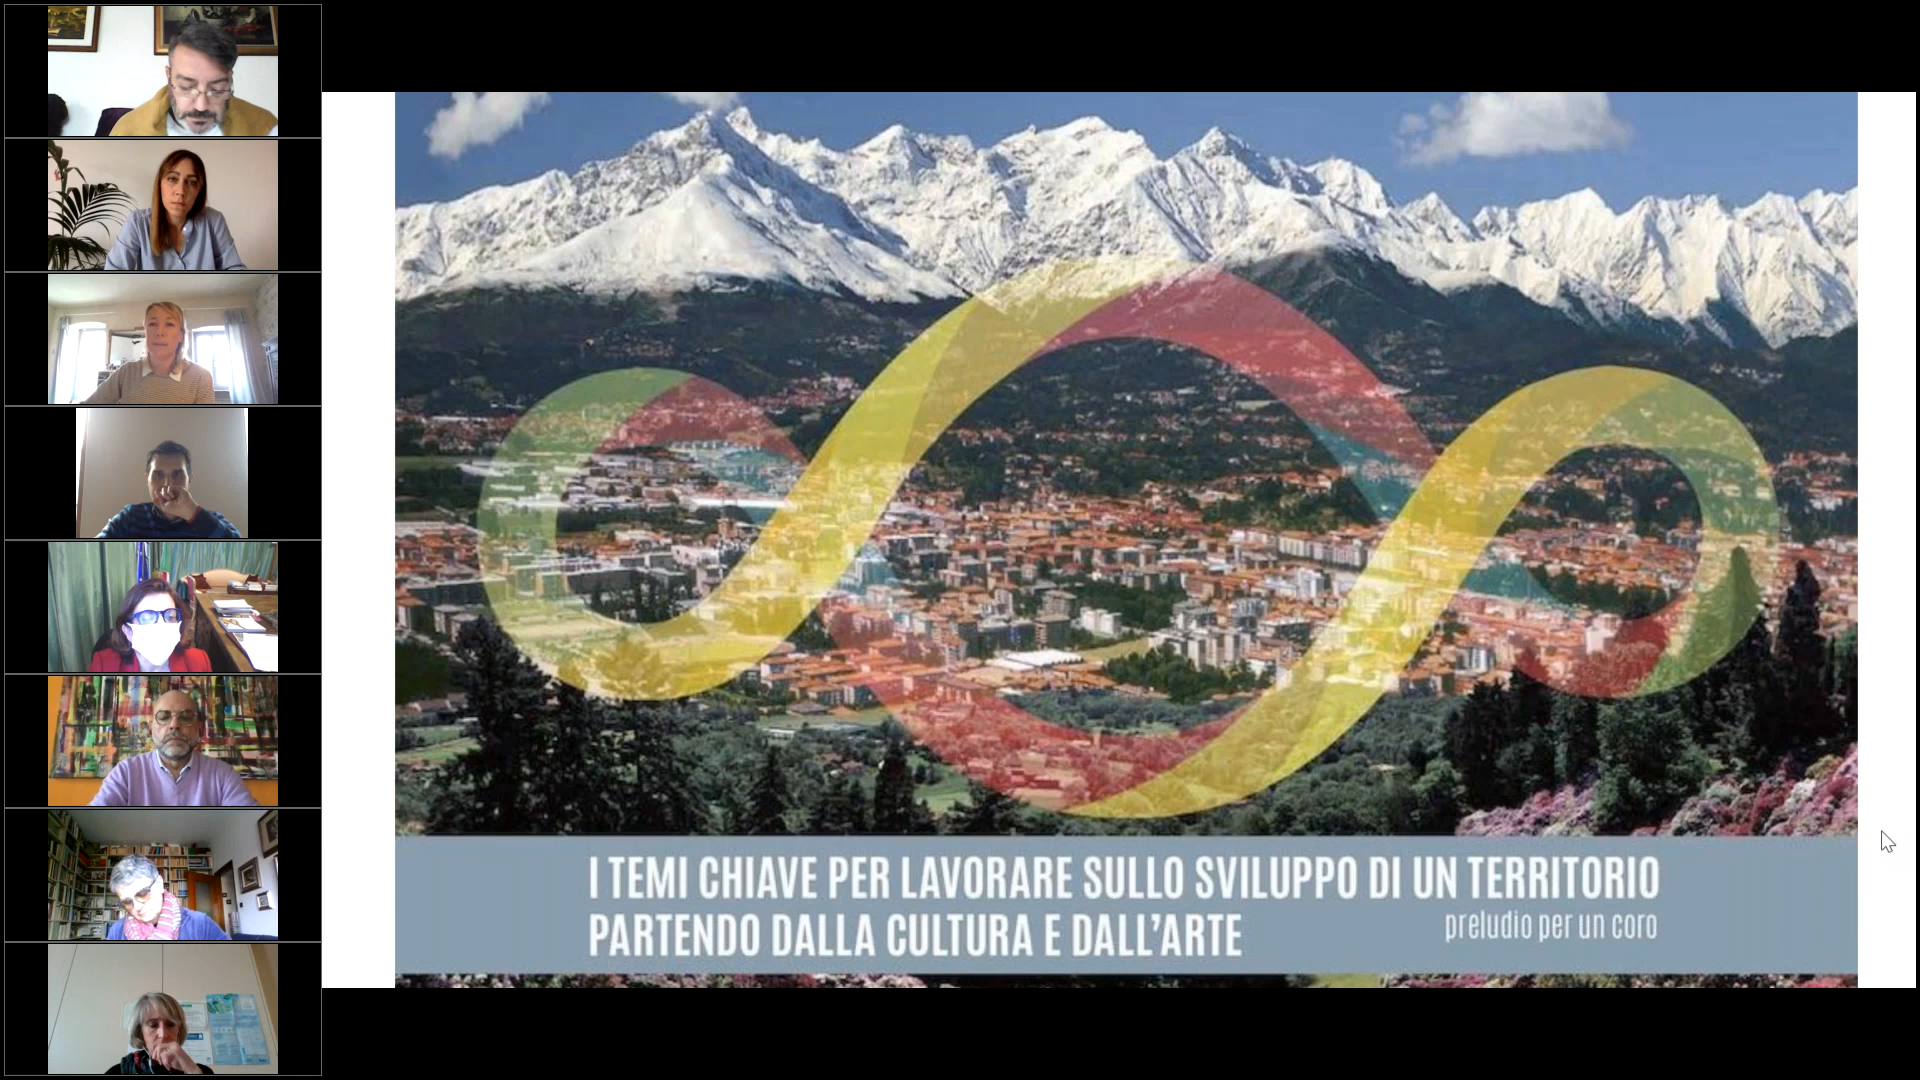 I TEMI CHIAVE PER LAVORARE SULLO SVILUPPO DI UN TERRITORIO
PARTENDO DALLA CULTURA E DALL'ARTE
preludio per un coro